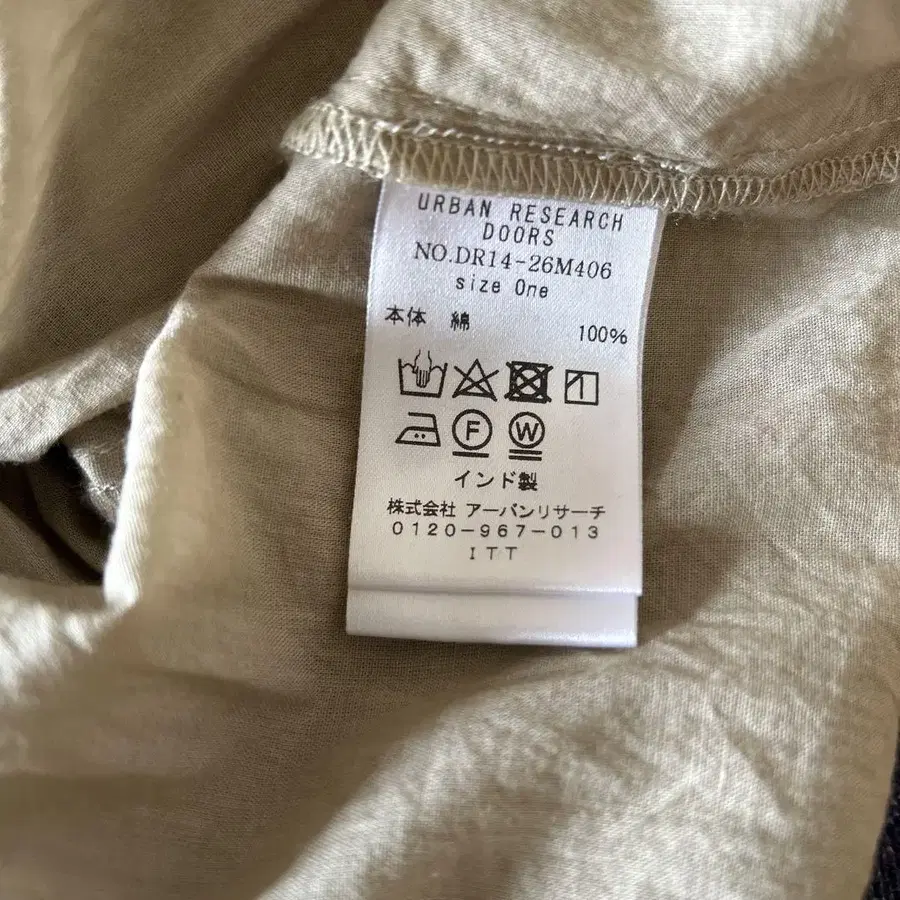 URBAN RESEARCH
DOORS
NO.DR14-26M406
size One
本体 綿 100%
F W
インド製
株式会社 アーバンリサーチ
0120-967-013
ITT